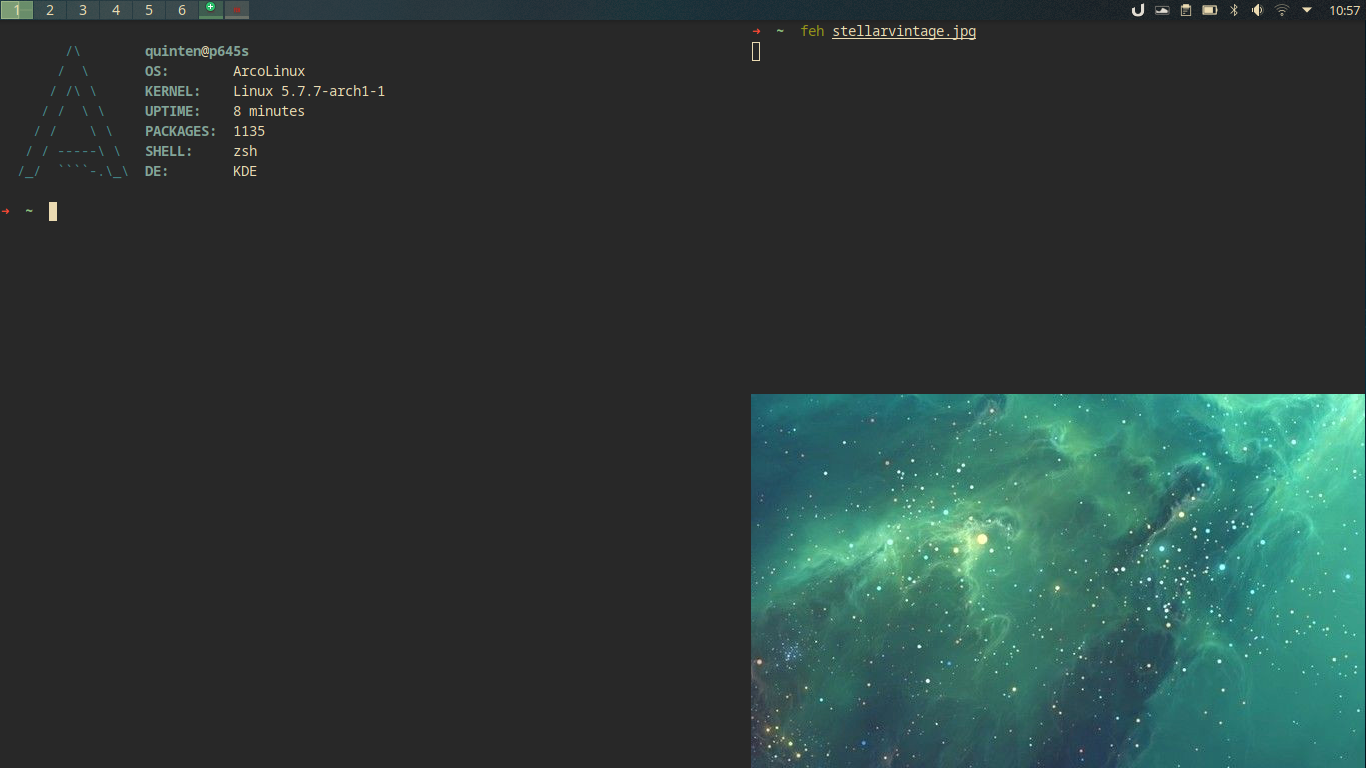 1 2 3 4 5 6
10:57
/\
/  \
/ /\ \
/ /  \ \
/ /    \ \
/ / -----\ \
/_/  ````-.\_\
quinten@p645s
OS: ArcoLinux
KERNEL: Linux 5.7.7-arch1-1
UPTIME: 8 minutes
PACKAGES: 1135
SHELL: zsh
DE: KDE
➜ ~
➜ ~ feh stellarvintage.jpg